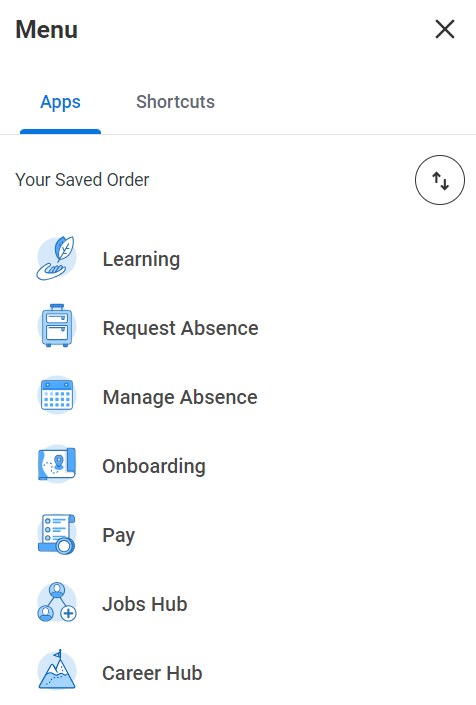 Menu
Apps
Shortcuts
Your Saved Order
Learning
Request Absence
Manage Absence
Onboarding
Pay
Jobs Hub
Career Hub